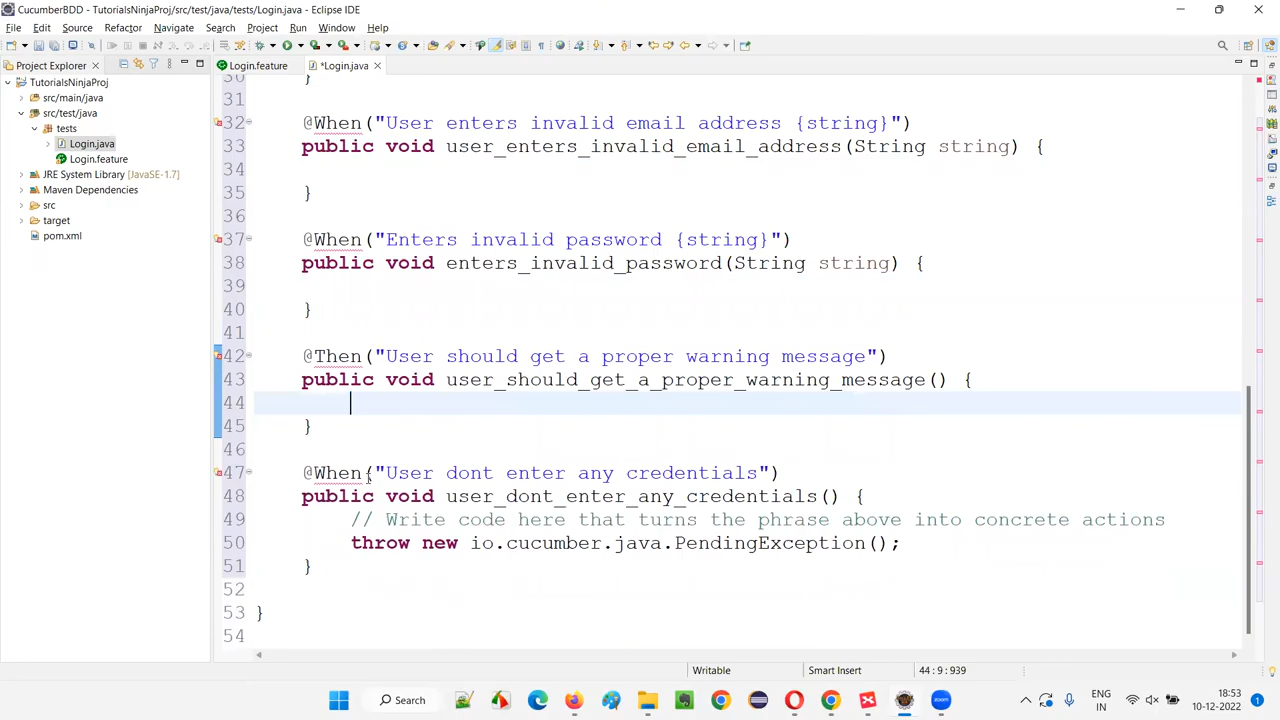 CucumberBDD - TutorialsNinjaProj/src/test/java/tests/Login.java - Eclipse IDE
File Edit Source Refactor Navigate Search Project Run Window Help
Project Explorer
Login.feature
*Login.java
TutorialsNinjaProj
src/main/java
src/test/java
tests
Login.java
Login.feature
JRE System Library [JavaSE-1.7]
Maven Dependencies
src
target
pom.xml
30 }
31
32 @When("User enters invalid email address {string}")
33 public void user_enters_invalid_email_address(String string) {
34
35 }
36
37 @When("Enters invalid password {string}")
38 public void enters_invalid_password(String string) {
39
40 }
41
42 @Then("User should get a proper warning message")
43 public void user_should_get_a_proper_warning_message() {
44
45 }
46
47 @When("User dont enter any credentials")
48 public void user_dont_enter_any_credentials() {
49 // Write code here that turns the phrase above into concrete actions
50 throw new io.cucumber.java.PendingException();
51 }
52
53 }
54
Writable Smart Insert 44 : 9 : 939
Search
zoom
ENG
IN
18:53
10-12-2022
1